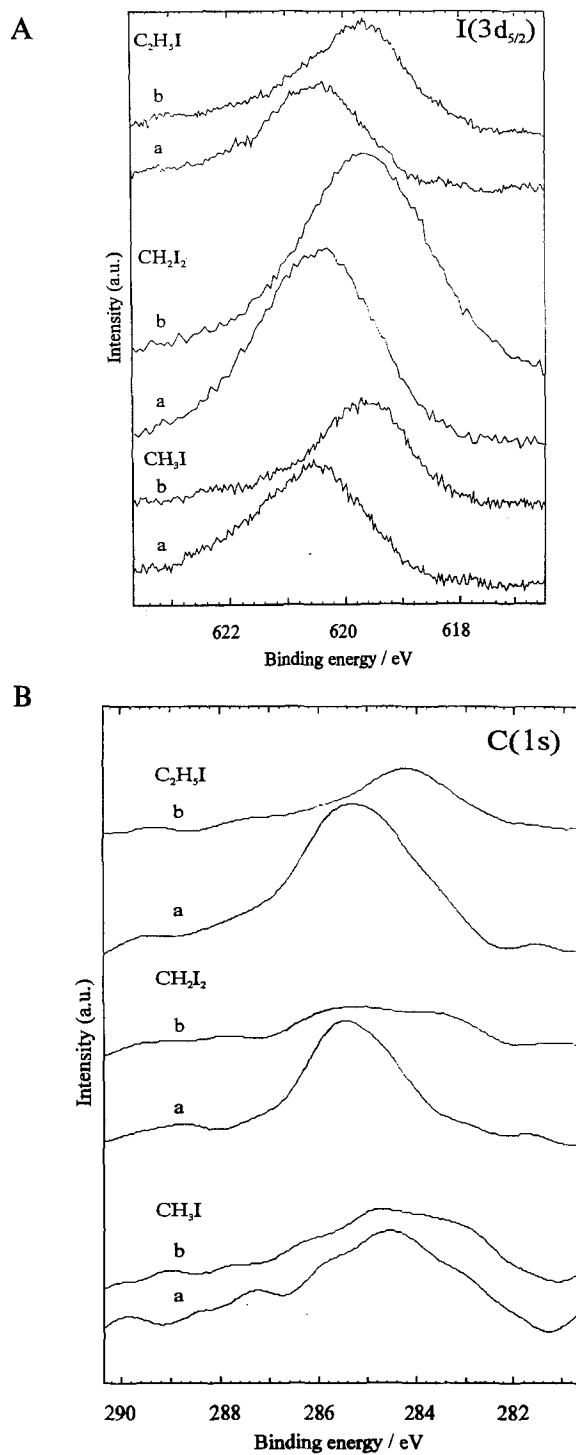 A
I(3d5/2)
C2H5I
b
a
CH2I2
b
a
CH3I
b
a
Intensity (a.u.)
622 620 618
Binding energy / eV
B
C(1s)
C2H5I
b
a
CH2I2
b
a
CH3I
b
a
Intensity (a.u.)
290 288 286 284 282
Binding energy / eV